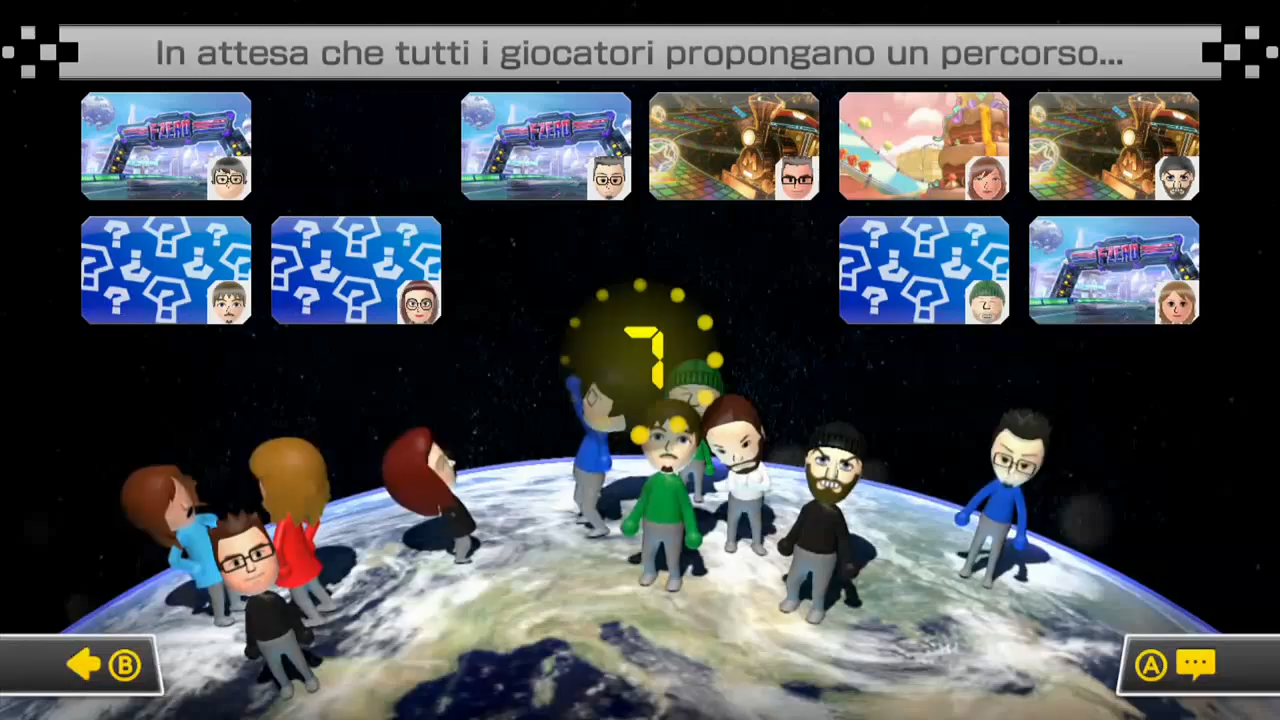 In attesa che tutti i giocatori propongano un percorso...
F-ZERO
F-ZERO
? ? ? ? ? ? ? ?
? ? ? ? ? ? ? ?
? ? ? ? ? ? ? ?
F-ZERO
7
B
A